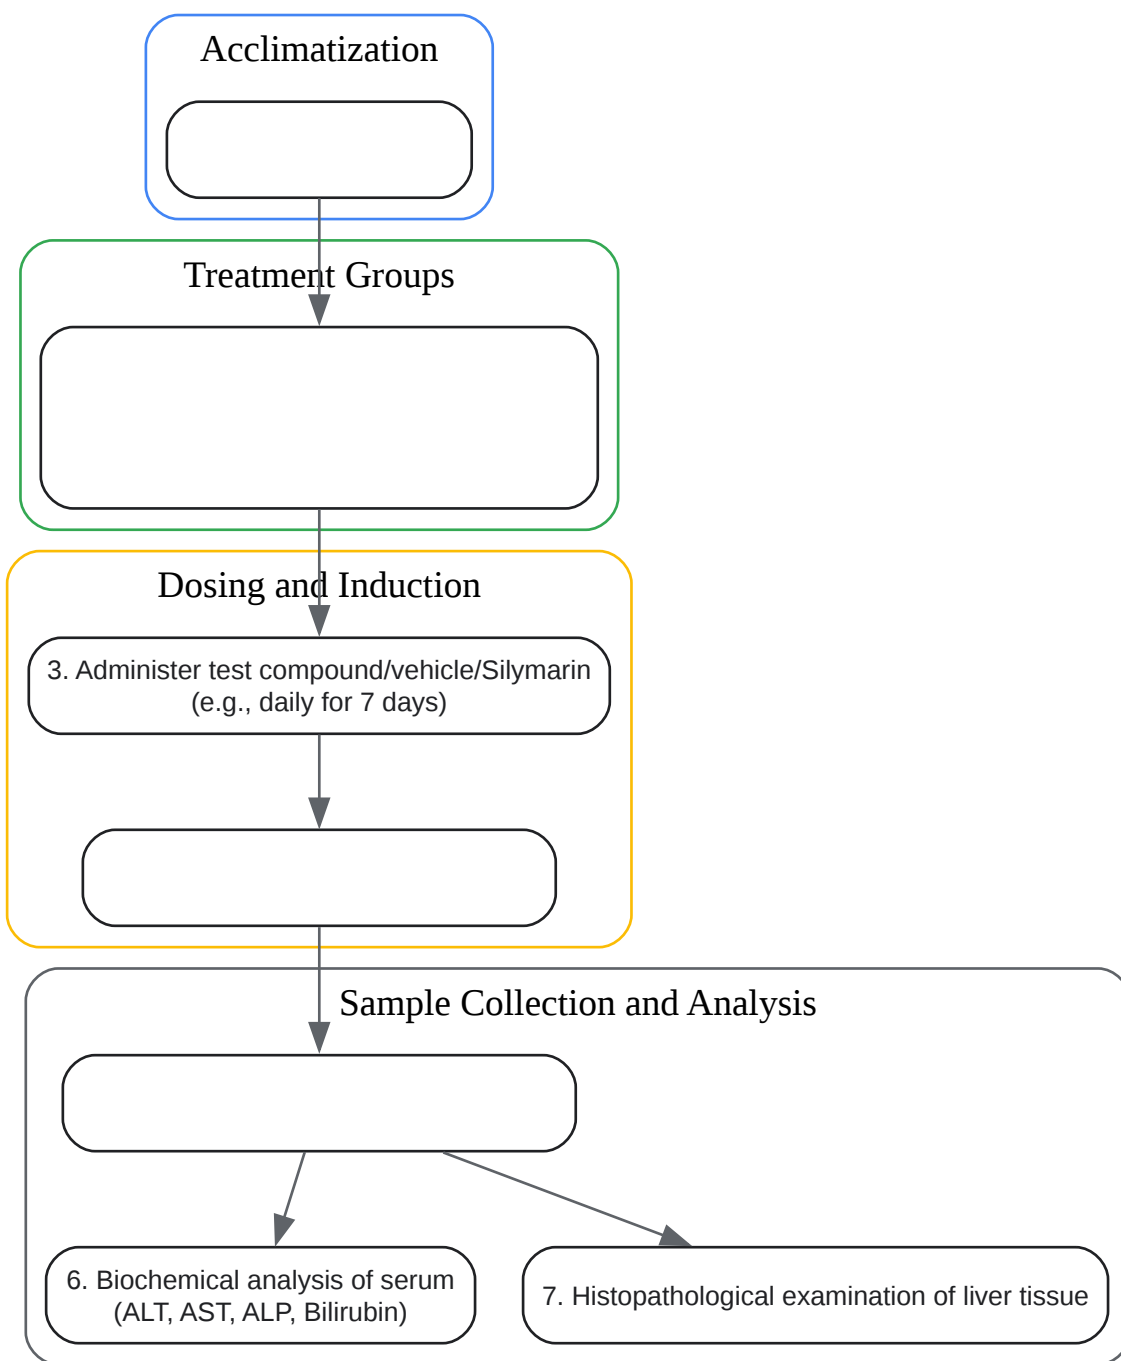 Acclimatization
Treatment Groups
Dosing and Induction
3. Administer test compound/vehicle/Silymarin
(e.g., daily for 7 days)
Sample Collection and Analysis
6. Biochemical analysis of serum
(ALT, AST, ALP, Bilirubin)
7. Histopathological examination of liver tissue